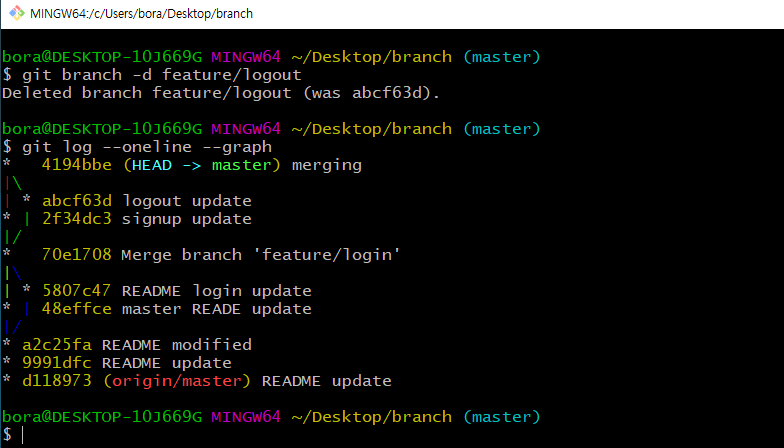 MINGW64:/c/Users/bora/Desktop/branch
bora@DESKTOP-1OJ669G MINGW64 ~/Desktop/branch (master)
$ git branch -d feature/logout
Deleted branch feature/logout (was abcf63d).
bora@DESKTOP-1OJ669G MINGW64 ~/Desktop/branch (master)
$ git log --oneline --graph
*   4194bbe (HEAD -> master) merging
|\
| * abcf63d logout update
* | 2f34dc3 signup update
|/
*   70e1708 Merge branch 'feature/login'
|\
| * 5807c47 README login update
* | 48effce master READE update
|/
* a2c25fa README modified
* 9991dfc README update
* d118973 (origin/master) README update
bora@DESKTOP-1OJ669G MINGW64 ~/Desktop/branch (master)
$